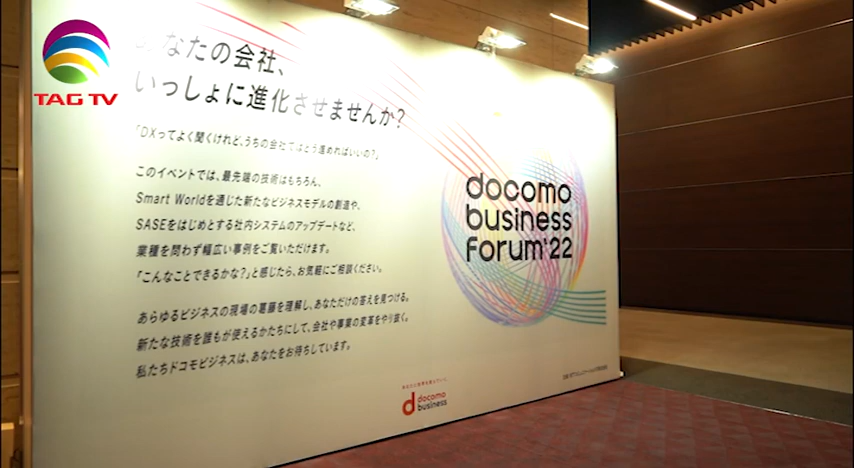 TAG TV
あなたの会社、
いっしょに進化させませんか?
「DXってよく聞くけれど、うちの会社ではどう進めればいいの?」
このイベントでは、最先端の技術はもちろん、
Smart Worldを通じた新たなビジネスモデルの創造や、
SASEをはじめとする社内システムのアップデートなど、
業種を問わず幅広い事例をご覧いただけます。
「こんなことできるかな?」と感じたら、お気軽にご相談ください。
あらゆるビジネスの現場の葛藤を理解し、あなただけの答えを見つける。
新たな技術を誰もが使えるかたちにして、会社や事業の変革をやり抜く。
私たちドコモビジネスは、あなたをお待ちしています。
docomo
business
Forum'22
docomo
business